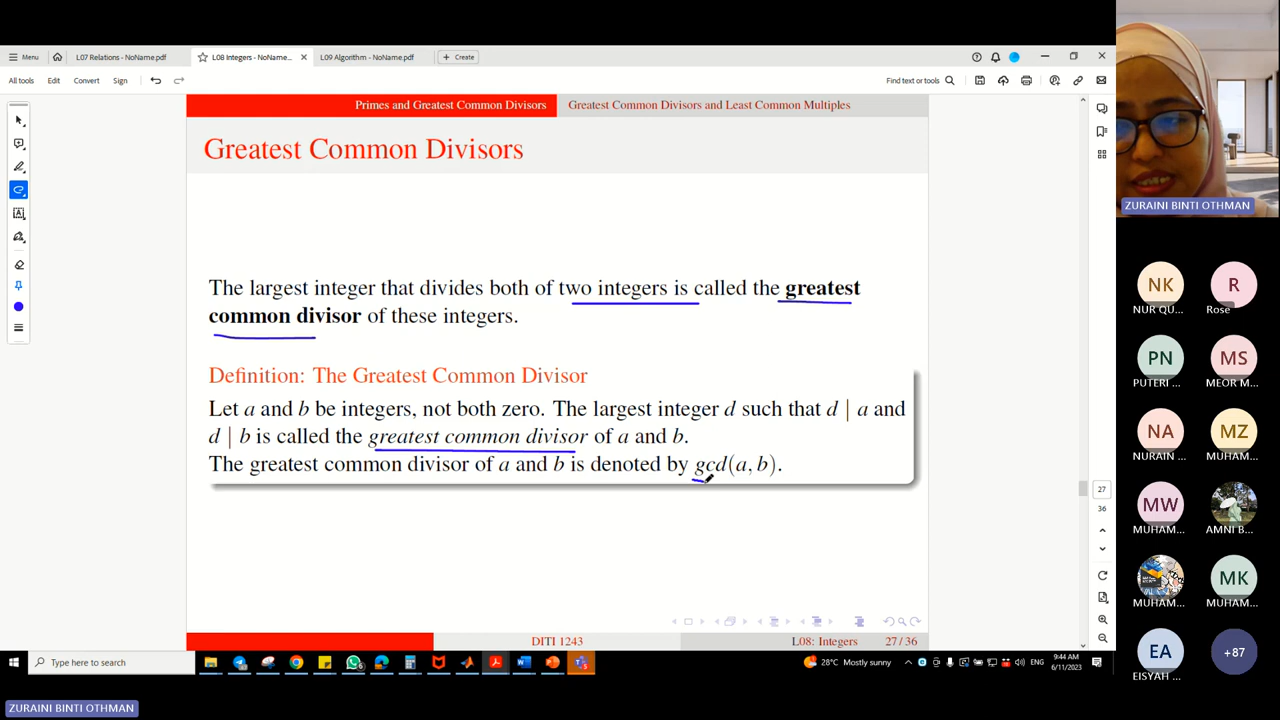 Menu
L07 Relations - NoName.pdf
L08 Integers - NoName...
L09 Algorithm - NoName.pdf
Create
All tools
Edit
Convert
Sign
Find text or tools
Primes and Greatest Common Divisors
Greatest Common Divisors and Least Common Multiples
Greatest Common Divisors
The largest integer that divides both of two integers is called the greatest
common divisor of these integers.
Definition: The Greatest Common Divisor
Let a and b be integers, not both zero. The largest integer d such that d | a and
d | b is called the greatest common divisor of a and b.
The greatest common divisor of a and b is denoted by gcd(a, b).
27
36
DITI 1243
L08: Integers
27 / 36
Type here to search
28°C Mostly sunny
ENG
9:44 AM
6/11/2023
ZURAINI BINTI OTHMAN
NK
NUR QU...
R
Rose
PN
PUTERI ...
MS
MEOR M...
NA
NURAIN ...
MZ
MUHAM...
MW
MUHAM...
AMNI B...
MUHAM...
MK
MUHAM...
EA
EISYAH ...
+87
ZURAINI BINTI OTHMAN